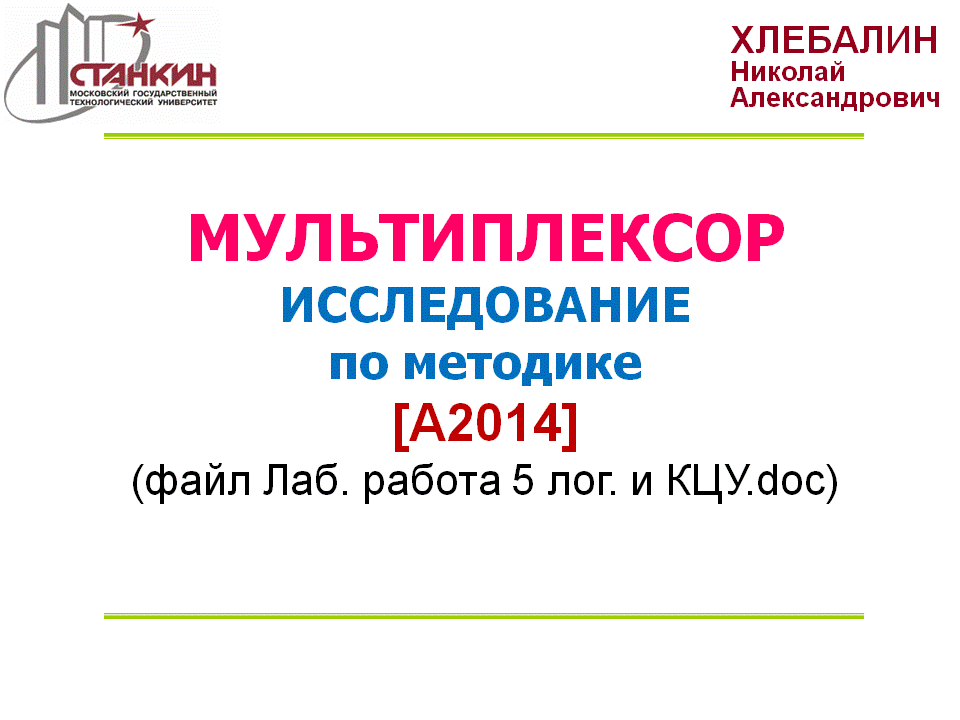 СТАНКИН
МОСКОВСКИЙ ГОСУДАРСТВЕННЫЙ
ТЕХНОЛОГИЧЕСКИЙ УНИВЕРСИТЕТ
ХЛЕБАЛИН
Николай
Александрович
МУЛЬТИПЛЕКСОР
ИССЛЕДОВАНИЕ
по методике
[А2014]
(файл Лаб. работа 5 лог. и КЦУ.doc)